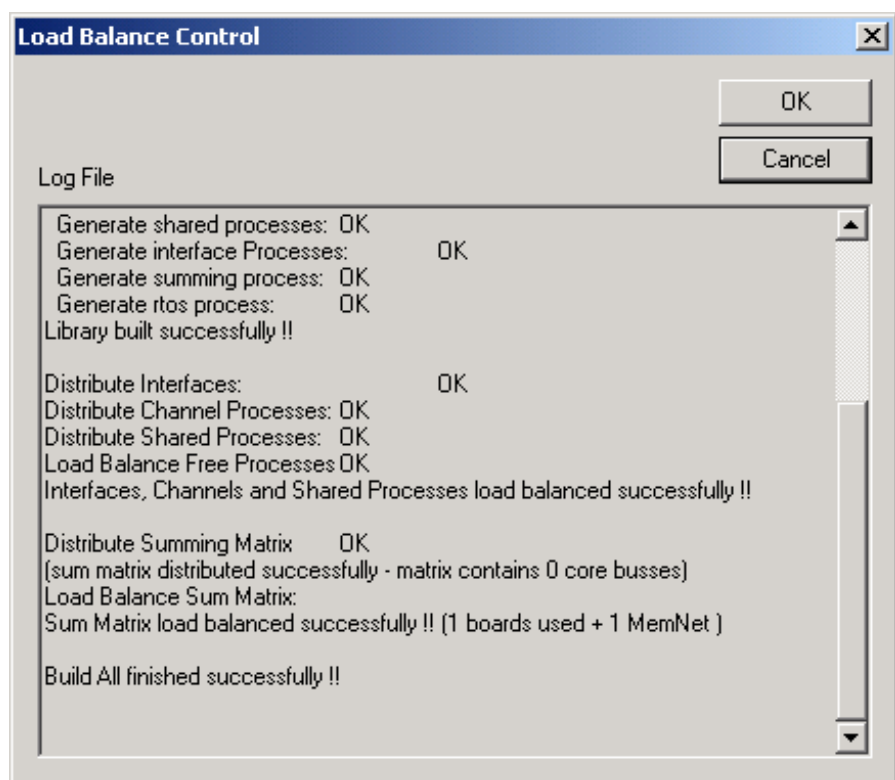 Load Balance Control
OK
Cancel
Log File
Generate shared processes: OK
Generate interface Processes: OK
Generate summing process: OK
Generate rtos process: OK
Library built successfully !!
Distribute Interfaces: OK
Distribute Channel Processes: OK
Distribute Shared Processes: OK
Load Balance Free Processes OK
Interfaces, Channels and Shared Processes load balanced successfully !!
Distribute Summing Matrix OK
(sum matrix distributed successfully - matrix contains 0 core busses)
Load Balance Sum Matrix:
Sum Matrix load balanced successfully !! (1 boards used + 1 MemNet )
Build All finished successfully !!